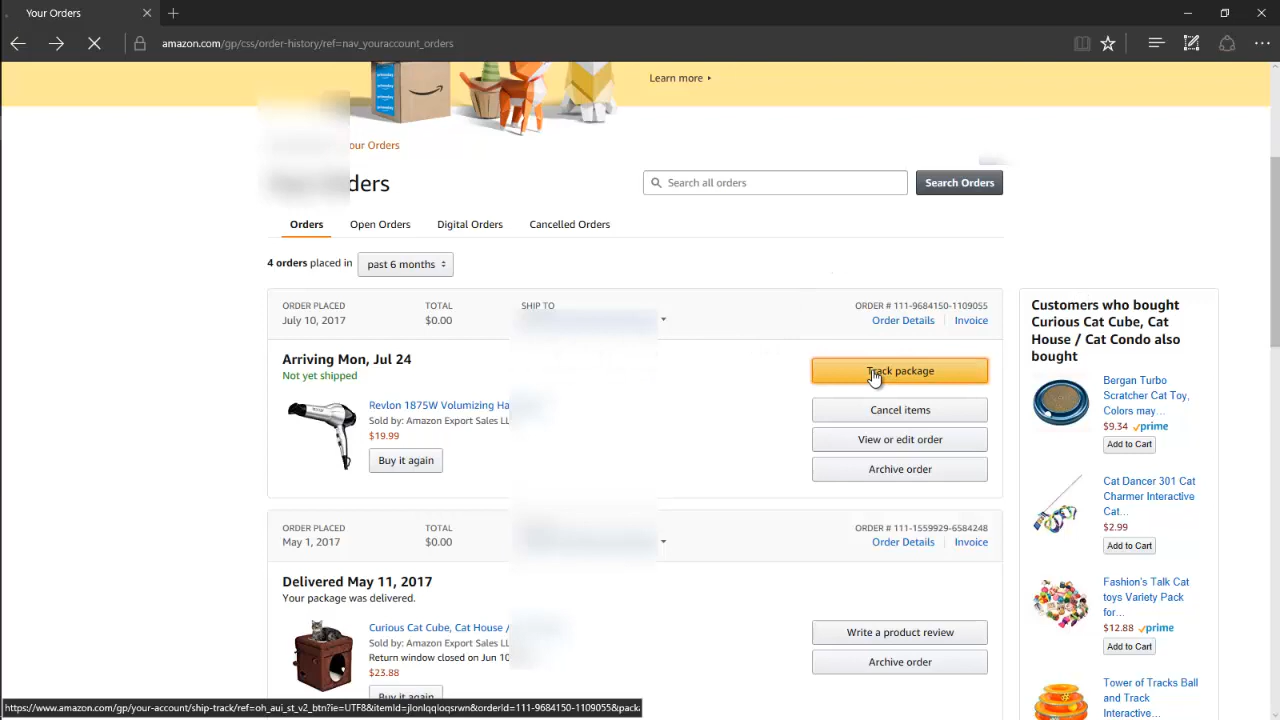 Your Orders
amazon.com/gp/css/order-history/ref=nav_youraccount_orders
Learn more
our Orders
ders
Search all orders
Search Orders
Orders
Open Orders
Digital Orders
Cancelled Orders
4 orders placed in
past 6 months
ORDER PLACED
TOTAL
SHIP TO
ORDER # 111-9684150-1109055
July 10, 2017
$0.00
Order Details
Invoice
Arriving Mon, Jul 24
Not yet shipped
Revlon 1875W Volumizing Ha
Sold by: Amazon Export Sales LL
$19.99
Buy it again
Track package
Cancel items
View or edit order
Archive order
ORDER PLACED
TOTAL
ORDER # 111-1559929-6584248
May 1, 2017
$0.00
Order Details
Invoice
Delivered May 11, 2017
Your package was delivered.
Curious Cat Cube, Cat House /
Sold by: Amazon Export Sales LL
Return window closed on Jun 10
$23.88
Buy it again
Write a product review
Archive order
Customers who bought
Curious Cat Cube, Cat
House / Cat Condo also
bought
Bergan Turbo
Scratcher Cat Toy,
Colors may...
$9.34 prime
Add to Cart
Cat Dancer 301 Cat
Charmer Interactive
Cat...
$2.99
Add to Cart
Fashion's Talk Cat
toys Variety Pack
for...
$12.88 prime
Add to Cart
Tower of Tracks Ball
and Track
Interactive...
https://www.amazon.com/gp/your-account/ship-track/ref=oh_aui_st_v2_btn?ie=UTF8&itemId=jlonlqqloqsrwn&orderId=111-9684150-1109055&pack